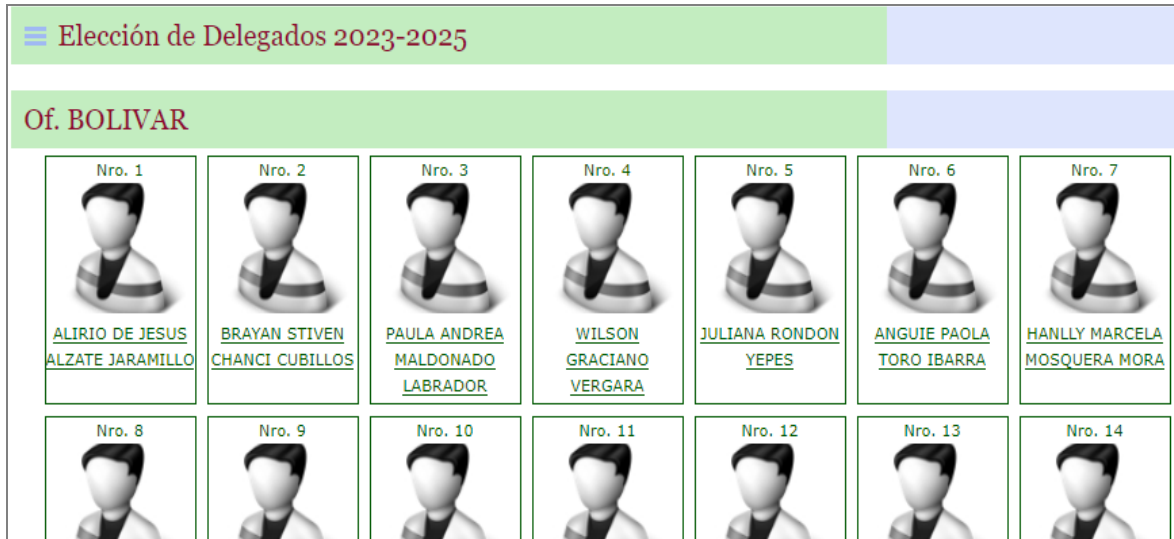 Elección de Delegados 2023-2025
Of. BOLIVAR
Nro. 1 Nro. 2 Nro. 3 Nro. 4 Nro. 5 Nro. 6 Nro. 7
ALIRIO DE JESUS BRAYAN STIVEN PAULA ANDREA WILSON JULIANA RONDON ANGUIE PAOLA HANLLY MARCELA
ALZATE JARAMILLO CHANCI CUBILLOS MALDONADO GRACIANO YEPES TORO IBARRA MOSQUERA MORA
LABRADOR VERGARA
Nro. 8 Nro. 9 Nro. 10 Nro. 11 Nro. 12 Nro. 13 Nro. 14